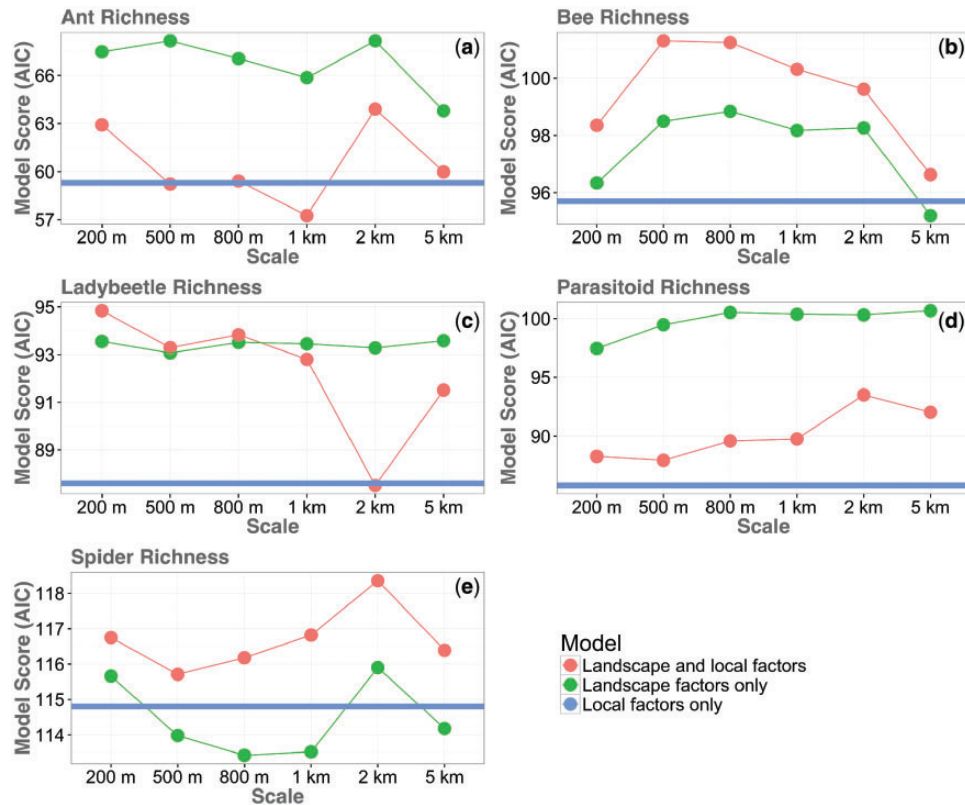 Ant Richness
(a)
Model Score (AIC)
66
63
60
57
200 m 500 m 800 m 1 km 2 km 5 km
Scale
Bee Richness
(b)
Model Score (AIC)
100
98
96
200 m 500 m 800 m 1 km 2 km 5 km
Scale
Ladybeetle Richness
(c)
Model Score (AIC)
95
93
91
89
200 m 500 m 800 m 1 km 2 km 5 km
Scale
Parasitoid Richness
(d)
Model Score (AIC)
100
95
90
200 m 500 m 800 m 1 km 2 km 5 km
Scale
Spider Richness
(e)
Model Score (AIC)
118
117
116
115
114
200 m 500 m 800 m 1 km 2 km 5 km
Scale
Model
Landscape and local factors
Landscape factors only
Local factors only